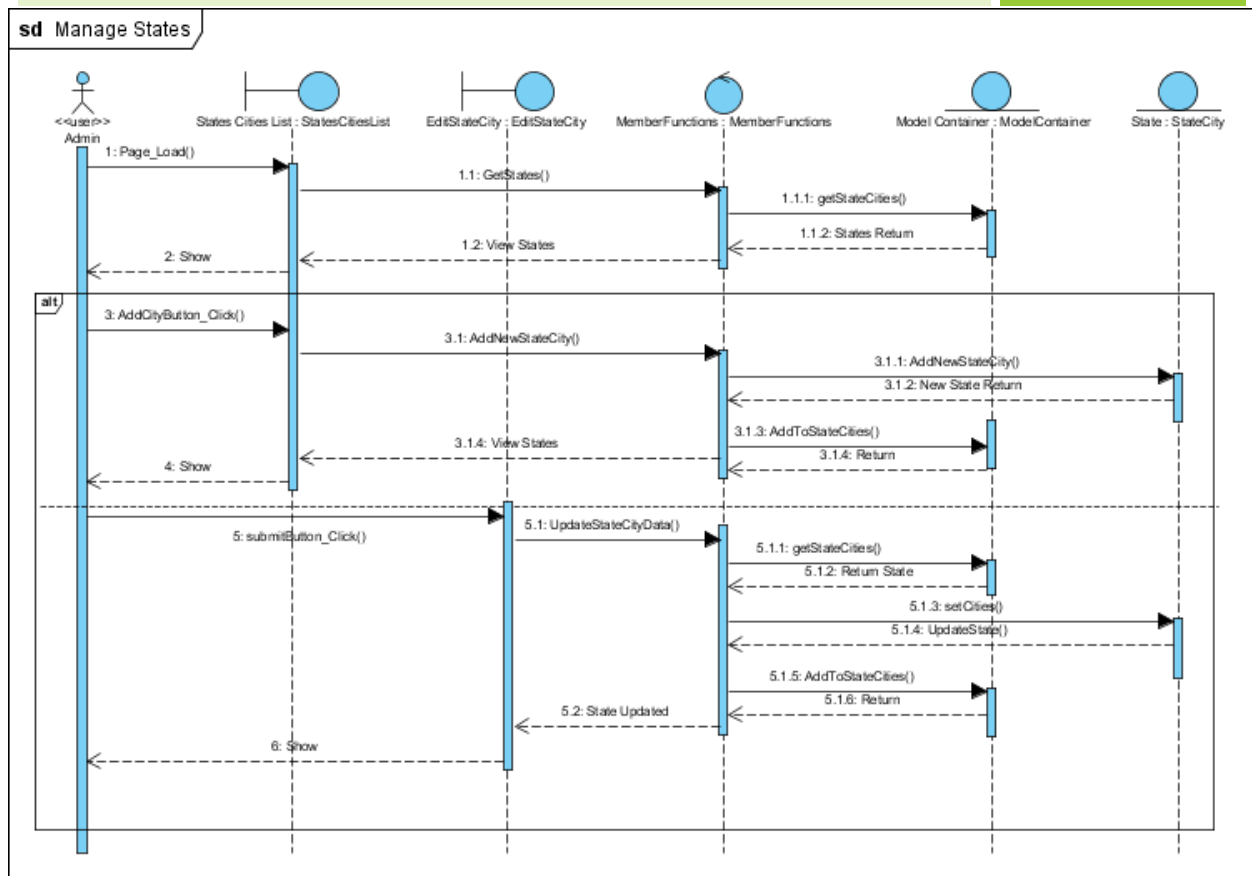 sd Manage States
<<user>>
Admin
States Cities List : StatesCitiesList
EditStateCity : EditStateCity
MemberFunctions : MemberFunctions
Model Container : ModelContainer
State : StateCity
1: Page_Load()
1.1: GetStates()
1.1.1: getStateCities()
1.1.2: States Return
1.2: View States
2: Show
alt
3: AddCityButton_Click()
3.1: AddNewStateCity()
3.1.1: AddNewStateCity()
3.1.2: New State Return
3.1.3: AddToStateCities()
3.1.4: View States
3.1.4: Return
4: Show
5: submitButton_Click()
5.1: UpdateStateCityData()
5.1.1: getStateCities()
5.1.2: Return State
5.1.3: setCities()
5.1.4: UpdateState()
5.1.5: AddToStateCities()
5.1.6: Return
5.2: State Updated
6: Show